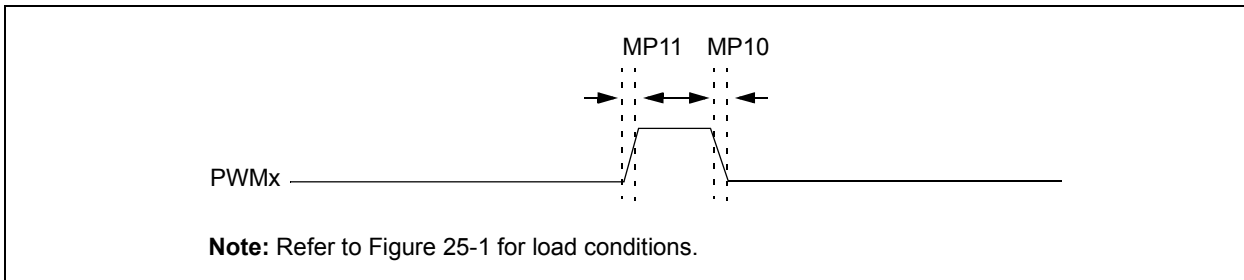 MP11 MP10
PWMx
Note: Refer to Figure 25-1 for load conditions.